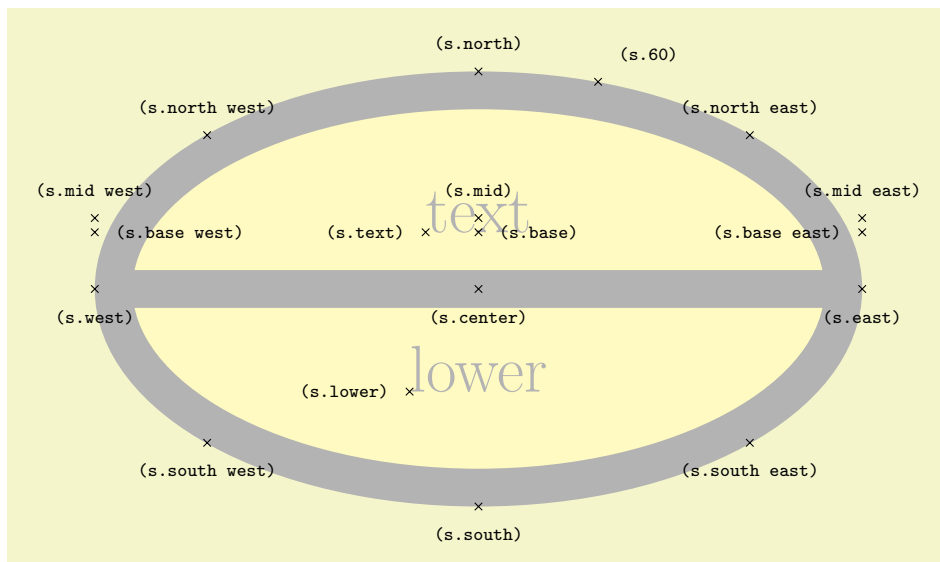 (s.north)
(s.60)
(s.north west)
(s.north east)
(s.mid west)
(s.mid)
(s.mid east)
text
(s.base west)
(s.text)
(s.base)
(s.base east)
(s.west)
(s.center)
(s.east)
lower
(s.lower)
(s.south west)
(s.south east)
(s.south)